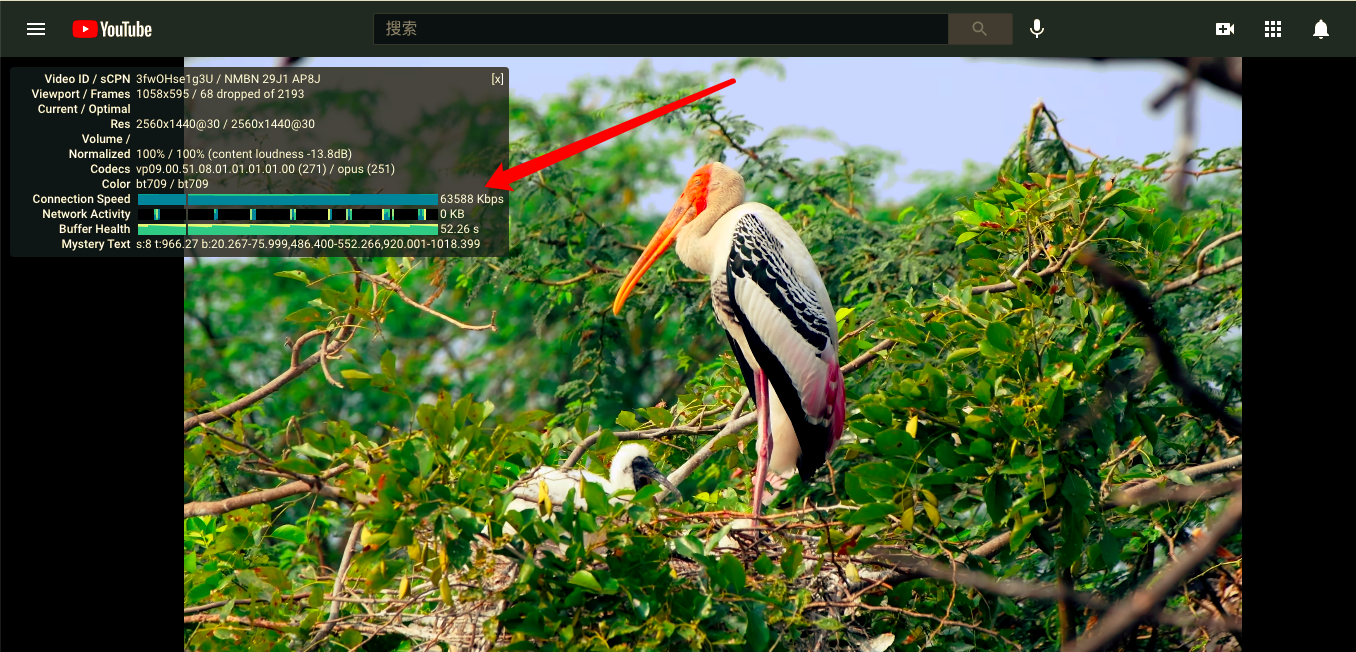 YouTube
搜索
Video ID / sCPN 3fwOHse1g3U / NMBN 29J1 AP8J [x]
Viewport / Frames 1058x595 / 68 dropped of 2193
Current / Optimal
Res 2560x1440@30 / 2560x1440@30
Volume /
Normalized 100% / 100% (content loudness -13.8dB)
Codecs vp09.00.51.08.01.01.01.01.00 (271) / opus (251)
Color bt709 / bt709
Connection Speed 63588 Kbps
Network Activity 0 KB
Buffer Health 52.26 s
Mystery Text s:8 t:966.27 b:20.267-75.999,486.400-552.266,920.001-1018.399